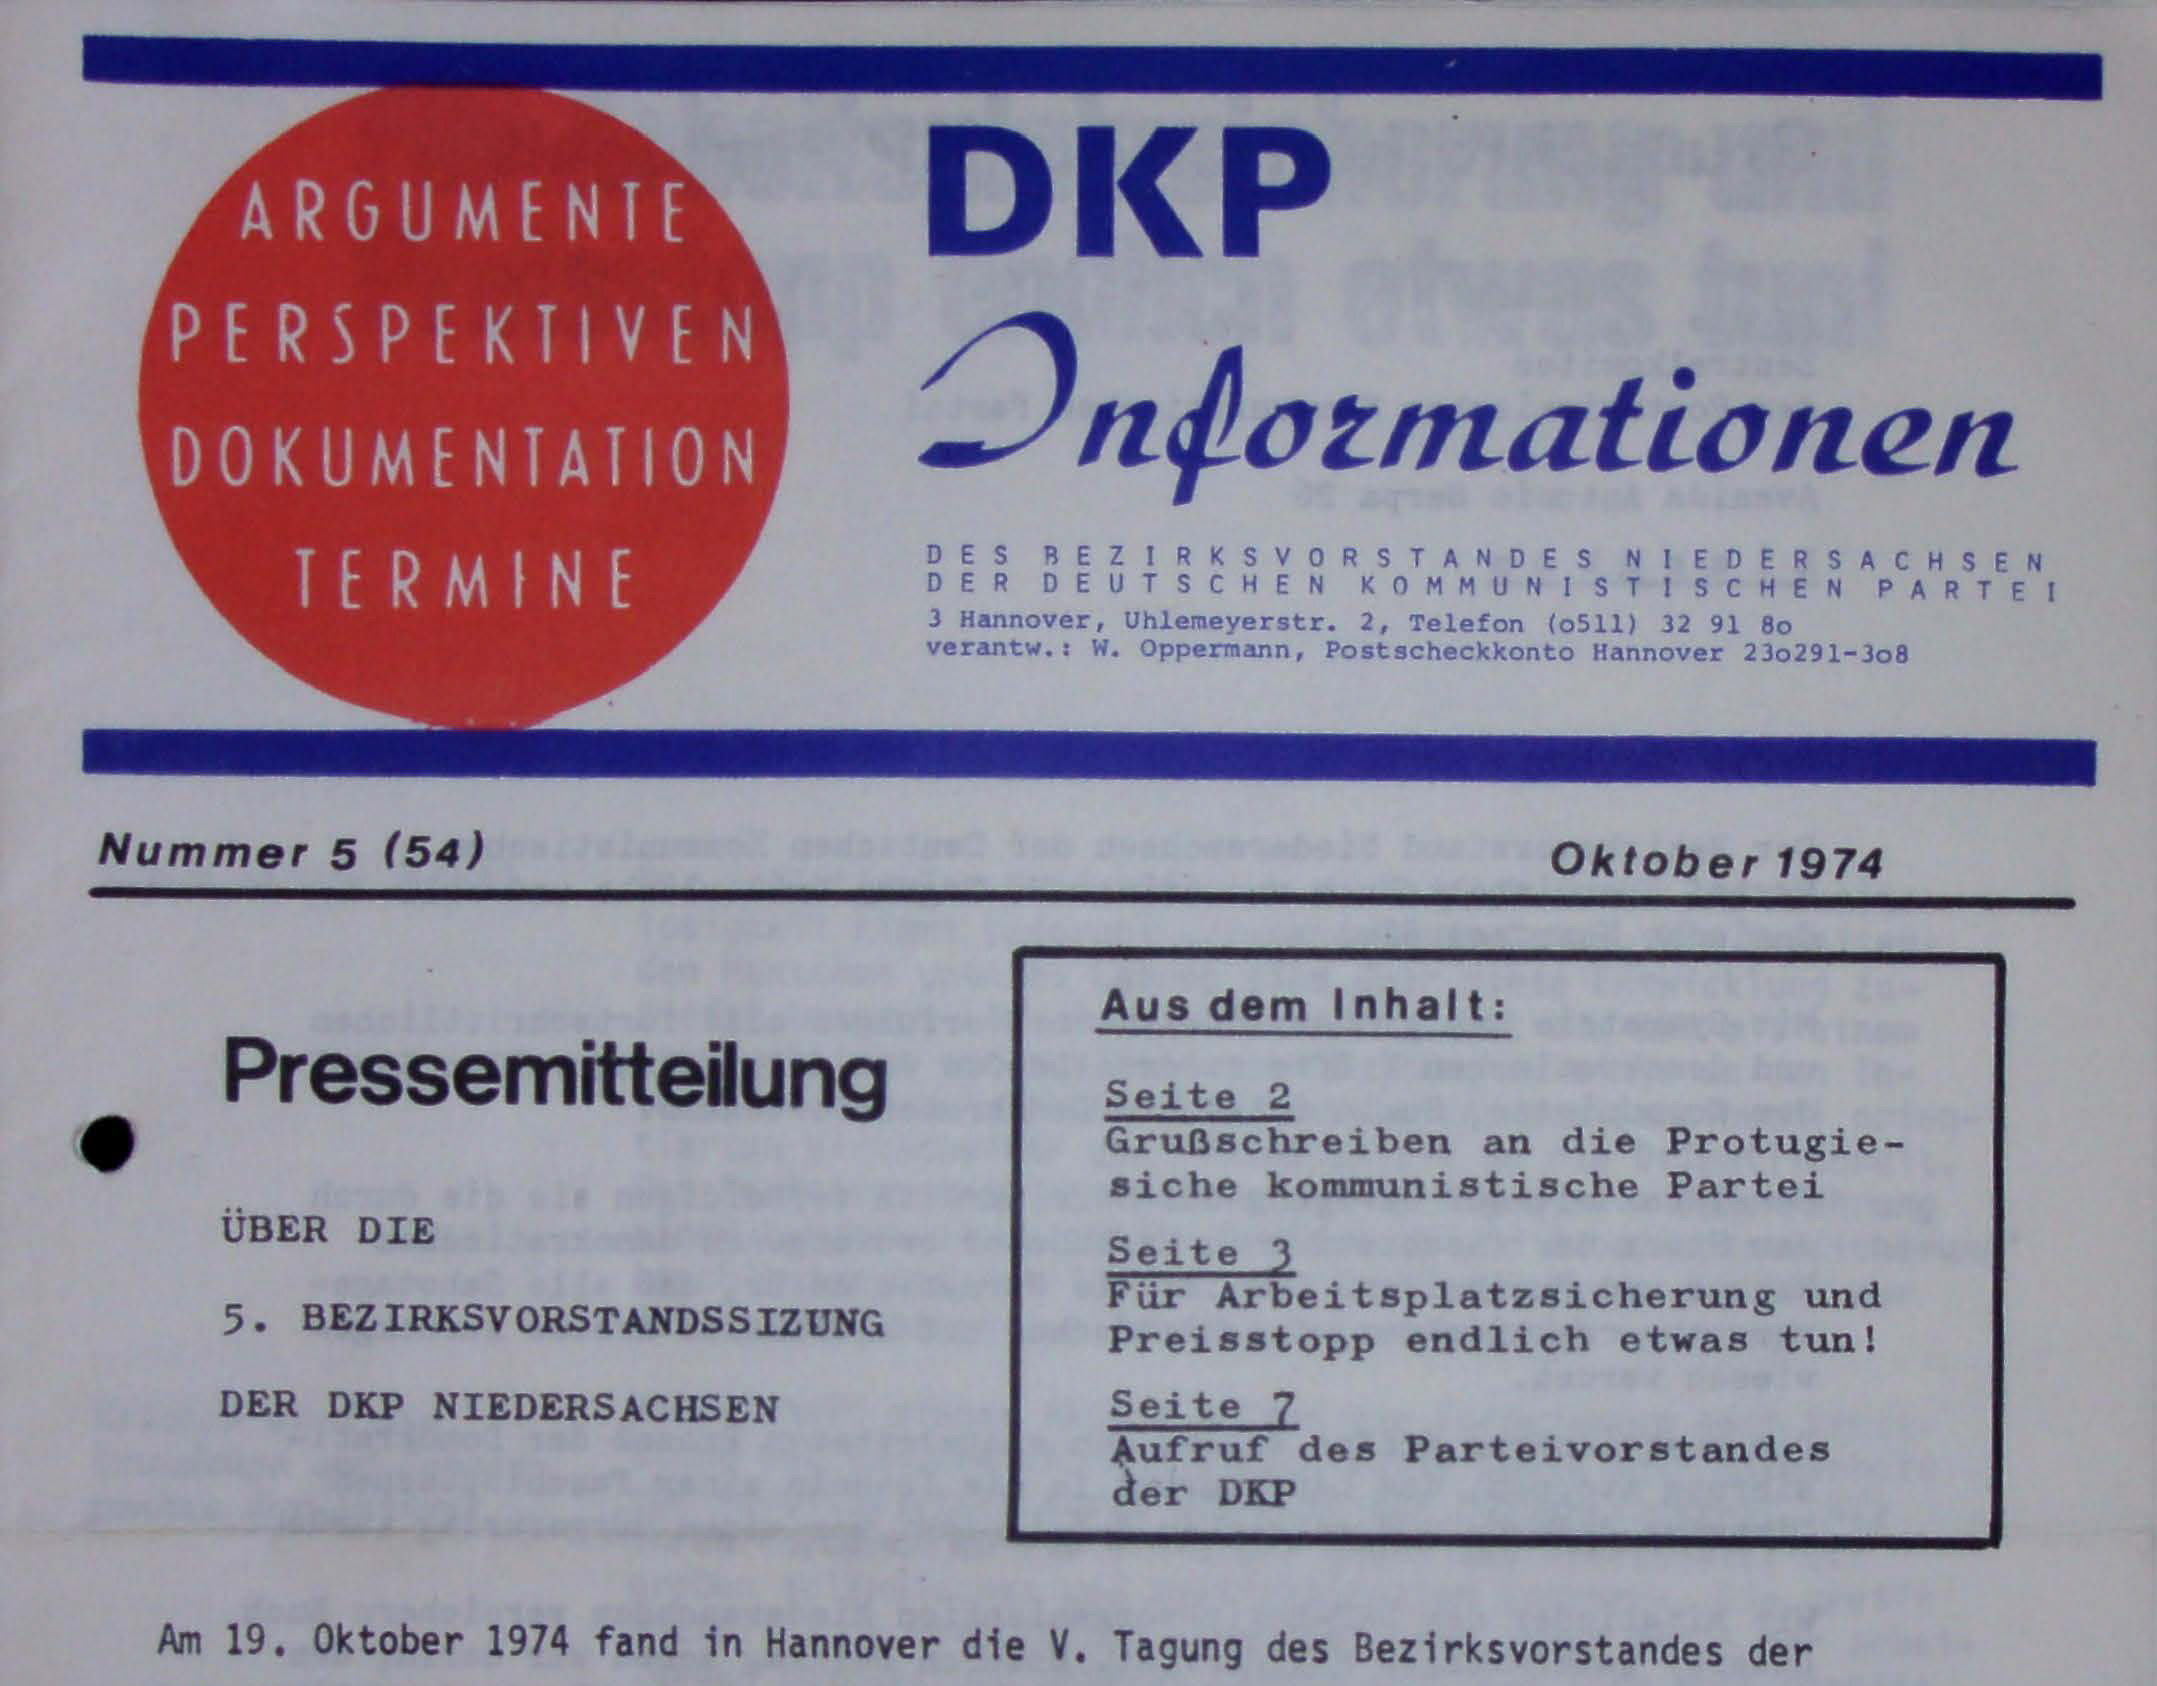 ARGUMENTE
PERSPEKTIVEN
DOKUMENTATION
TERMINE
DKP
Informationen
DES BEZIRKSVORSTANDES NIEDERSACHSEN
DER DEUTSCHEN KOMMUNISTISCHEN PARTEI
3 Hannover, Uhlemeyerstr. 2, Telefon (o511) 32 91 8o
verantw.: W. Oppermann, Postscheckkonto Hannover 23o291-3o8
Nummer 5 (54)
Oktober 1974
Pressemitteilung
ÜBER DIE
5. BEZIRKSVORSTANDSSIZUNG
DER DKP NIEDERSACHSEN
Aus dem Inhalt:
Seite 2
Grußschreiben an die Protugie-
siche kommunistische Partei
Seite 3
Für Arbeitsplatzsicherung und
Preisstopp endlich etwas tun!
Seite 7
Aufruf des Parteivorstandes
der DKP
Am 19. Oktober 1974 fand in Hannover die V. Tagung des Bezirksvorstandes der